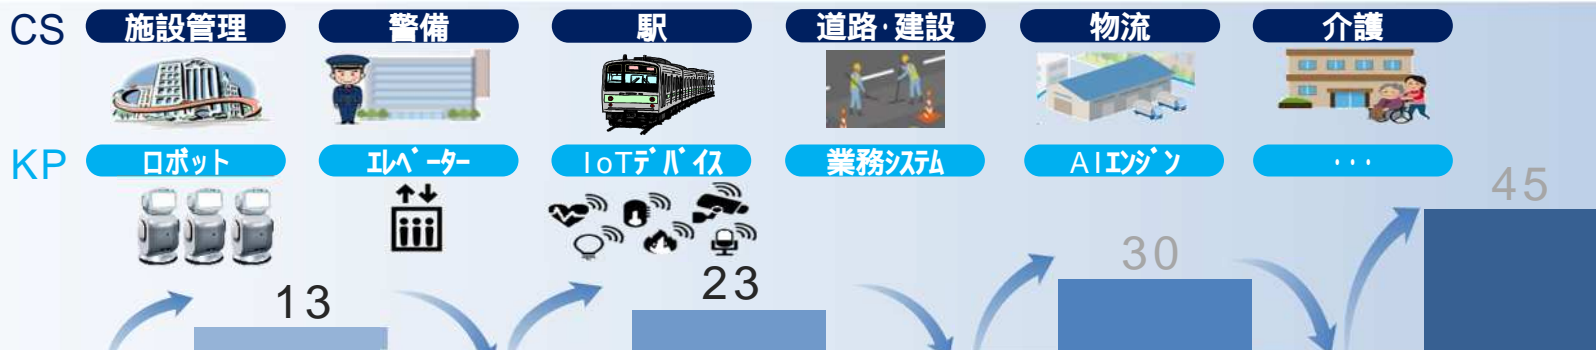 CS 施設管理 警備 駅 道路・建設 物流 介護
KP ロボット ｴﾚﾍﾞｰﾀｰ IoTﾃﾞﾊﾞｲｽ 業務ｼｽﾃﾑ AIｴﾝｼﾞﾝ ･･･
13 23 30 45